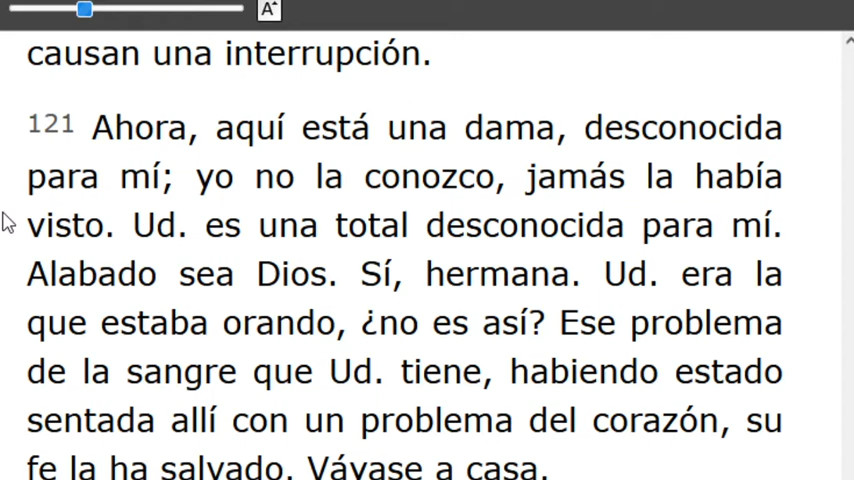 A
causan una interrupción.
121 Ahora, aquí está una dama, desconocida
para mí; yo no la conozco, jamás la había
visto. Ud. es una total desconocida para mí.
Alabado sea Dios. Sí, hermana. Ud. era la
que estaba orando, ¿no es así? Ese problema
de la sangre que Ud. tiene, habiendo estado
sentada allí con un problema del corazón, su
fe la ha salvado. Váyase a casa.